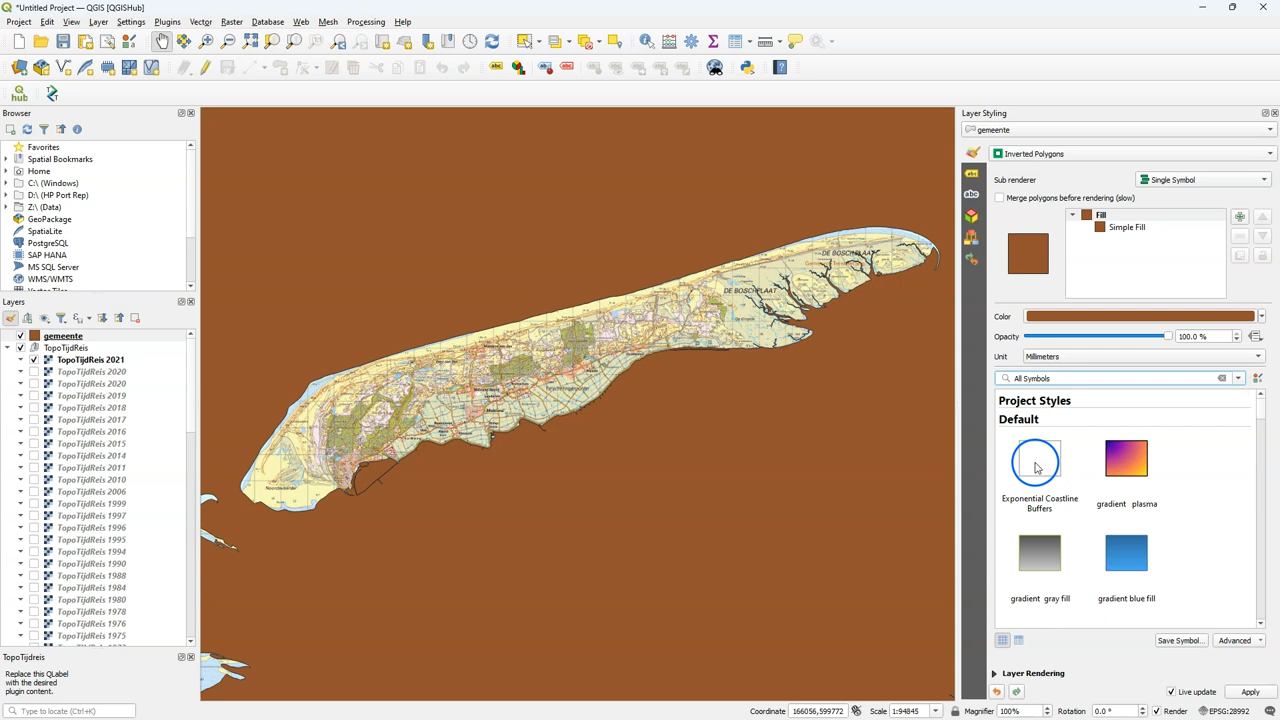 *Untitled Project — QGIS [QGISHub]
Project Edit View Layer Settings Plugins Vector Raster Database Web Mesh Processing Help
Q hub
Browser
Favorites
Spatial Bookmarks
Home
C:\ (Windows)
D:\ (HP Port Rep)
Z:\ (Data)
GeoPackage
SpatiaLite
PostgreSQL
SAP HANA
MS SQL Server
WMS/WMTS
Layers
gemeente
TopoTijdReis
TopoTijdReis 2021
TopoTijdReis 2020
TopoTijdReis 2020
TopoTijdReis 2019
TopoTijdReis 2018
TopoTijdReis 2017
TopoTijdReis 2016
TopoTijdReis 2015
TopoTijdReis 2014
TopoTijdReis 2011
TopoTijdReis 2010
TopoTijdReis 2006
TopoTijdReis 1999
TopoTijdReis 1997
TopoTijdReis 1996
TopoTijdReis 1995
TopoTijdReis 1994
TopoTijdReis 1990
TopoTijdReis 1988
TopoTijdReis 1984
TopoTijdReis 1980
TopoTijdReis 1978
TopoTijdReis 1976
TopoTijdReis 1975
TopoTijdreis
Replace this QLabel
with the desired
plugin content.
DE BOSCHPLAAT
DE BOSCHPLAAT
Layer Styling
gemeente
Inverted Polygons
Sub renderer Single Symbol
Merge polygons before rendering (slow)
Fill
Simple Fill
Color
Opacity 100.0 %
Unit Millimeters
All Symbols
Project Styles
Default
Exponential Coastline
Buffers
gradient plasma
gradient gray fill
gradient blue fill
Save Symbol... Advanced
Layer Rendering
Live update Apply
Type to locate (Ctrl+K)
Coordinate 166056,599772 Scale 1:94845 Magnifier 100% Rotation 0.0 ° Render EPSG:28992